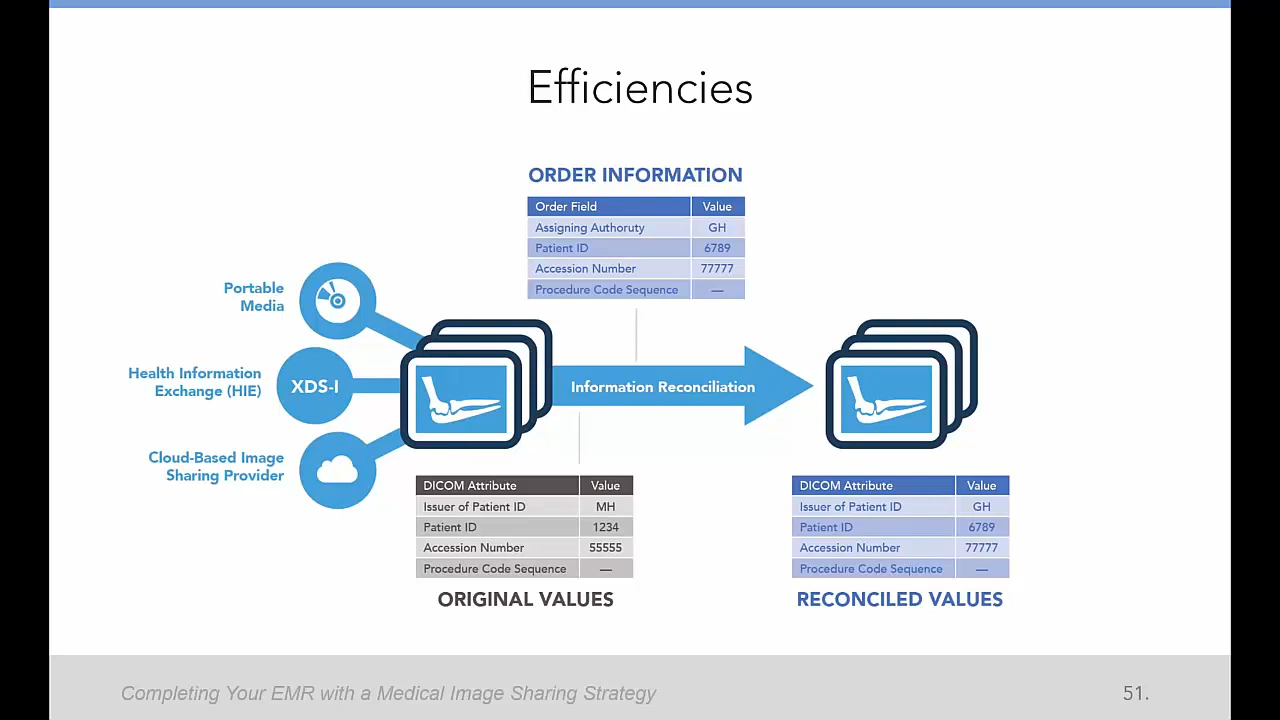 Efficiencies
ORDER INFORMATION
Order Field Value
Assigning Authoruty GH
Patient ID 6789
Accession Number 77777
Procedure Code Sequence —
Portable
Media
Health Information
Exchange (HIE)
XDS-I
Cloud-Based Image
Sharing Provider
Information Reconciliation
DICOM Attribute Value
Issuer of Patient ID MH
Patient ID 1234
Accession Number 55555
Procedure Code Sequence —
ORIGINAL VALUES
DICOM Attribute Value
Issuer of Patient ID GH
Patient ID 6789
Accession Number 77777
Procedure Code Sequence —
RECONCILED VALUES
Completing Your EMR with a Medical Image Sharing Strategy
51.